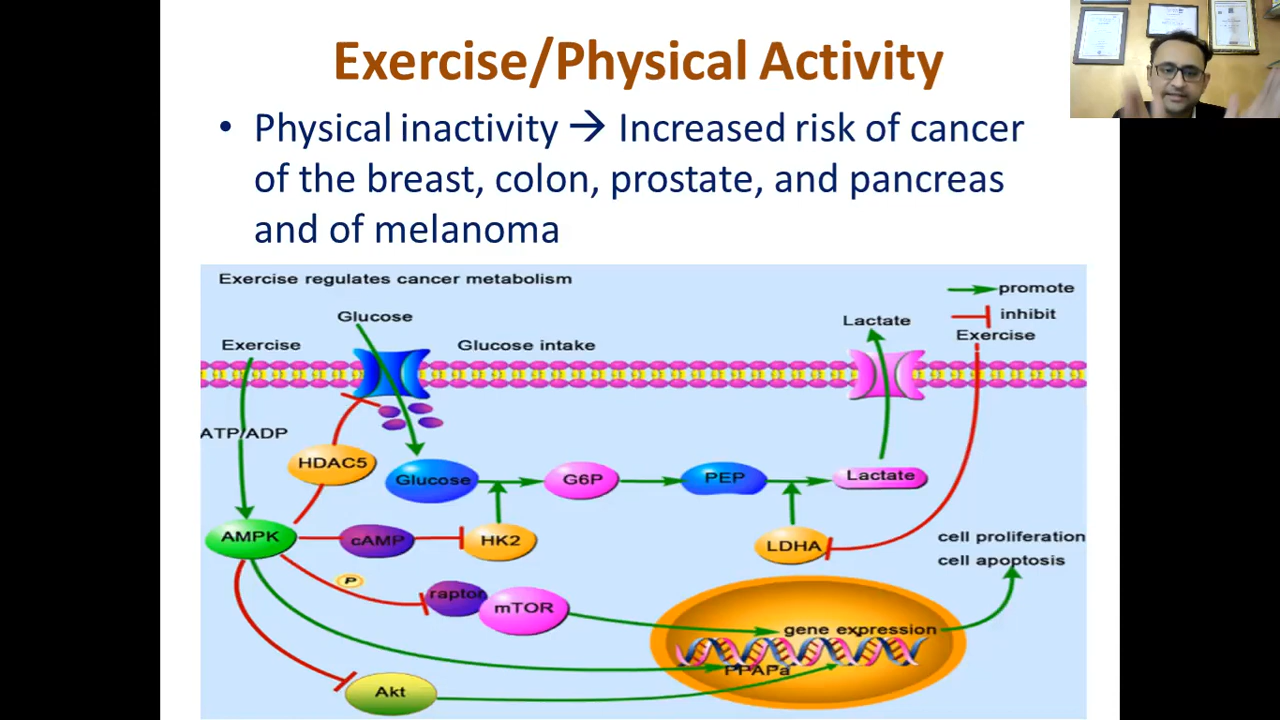 Exercise/Physical Activity
• Physical inactivity → Increased risk of cancer
of the breast, colon, prostate, and pancreas
and of melanoma
Exercise regulates cancer metabolism
promote
inhibit
Glucose
Lactate
Exercise
Exercise
Glucose intake
ATP/ADP
HDAC5
Glucose
G6P
PEP
Lactate
AMPK
cAMP
HK2
LDHA
cell proliferation
cell apoptosis
P
raptor
mTOR
gene expression
PPAPa
Akt